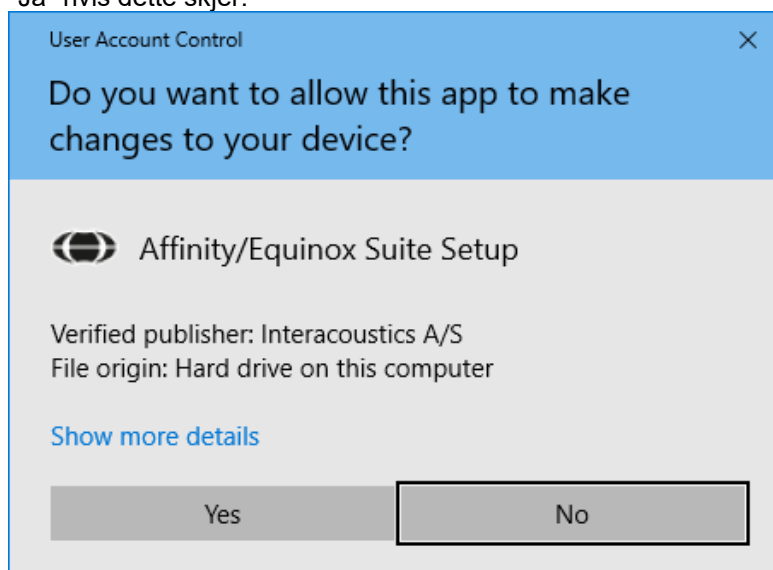 "Ja" hvis dette skjer.
User Account Control
Do you want to allow this app to make
changes to your device?
Affinity/Equinox Suite Setup
Verified publisher: Interacoustics A/S
File origin: Hard drive on this computer
Show more details
Yes
No